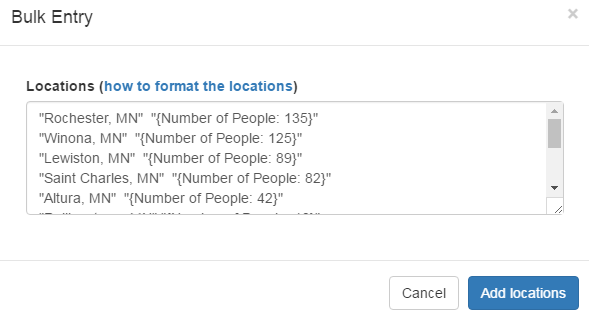 Bulk Entry
×
Locations (how to format the locations)
"Rochester, MN"  "{Number of People: 135}"
"Winona, MN"  "{Number of People: 125}"
"Lewiston, MN"  "{Number of People: 89}"
"Saint Charles, MN"  "{Number of People: 82}"
"Altura, MN"  "{Number of People: 42}"
Cancel
Add locations